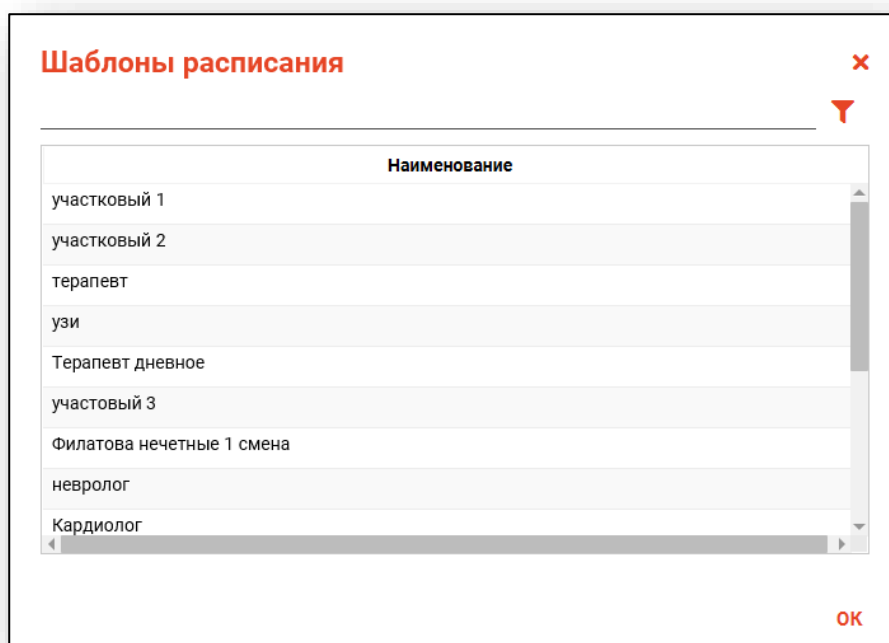 Шаблоны расписания
Наименование
участковый 1
участковый 2
терапевт
узи
Терапевт дневное
участовый 3
Филатова нечетные 1 смена
невролог
Кардиолог
ОК